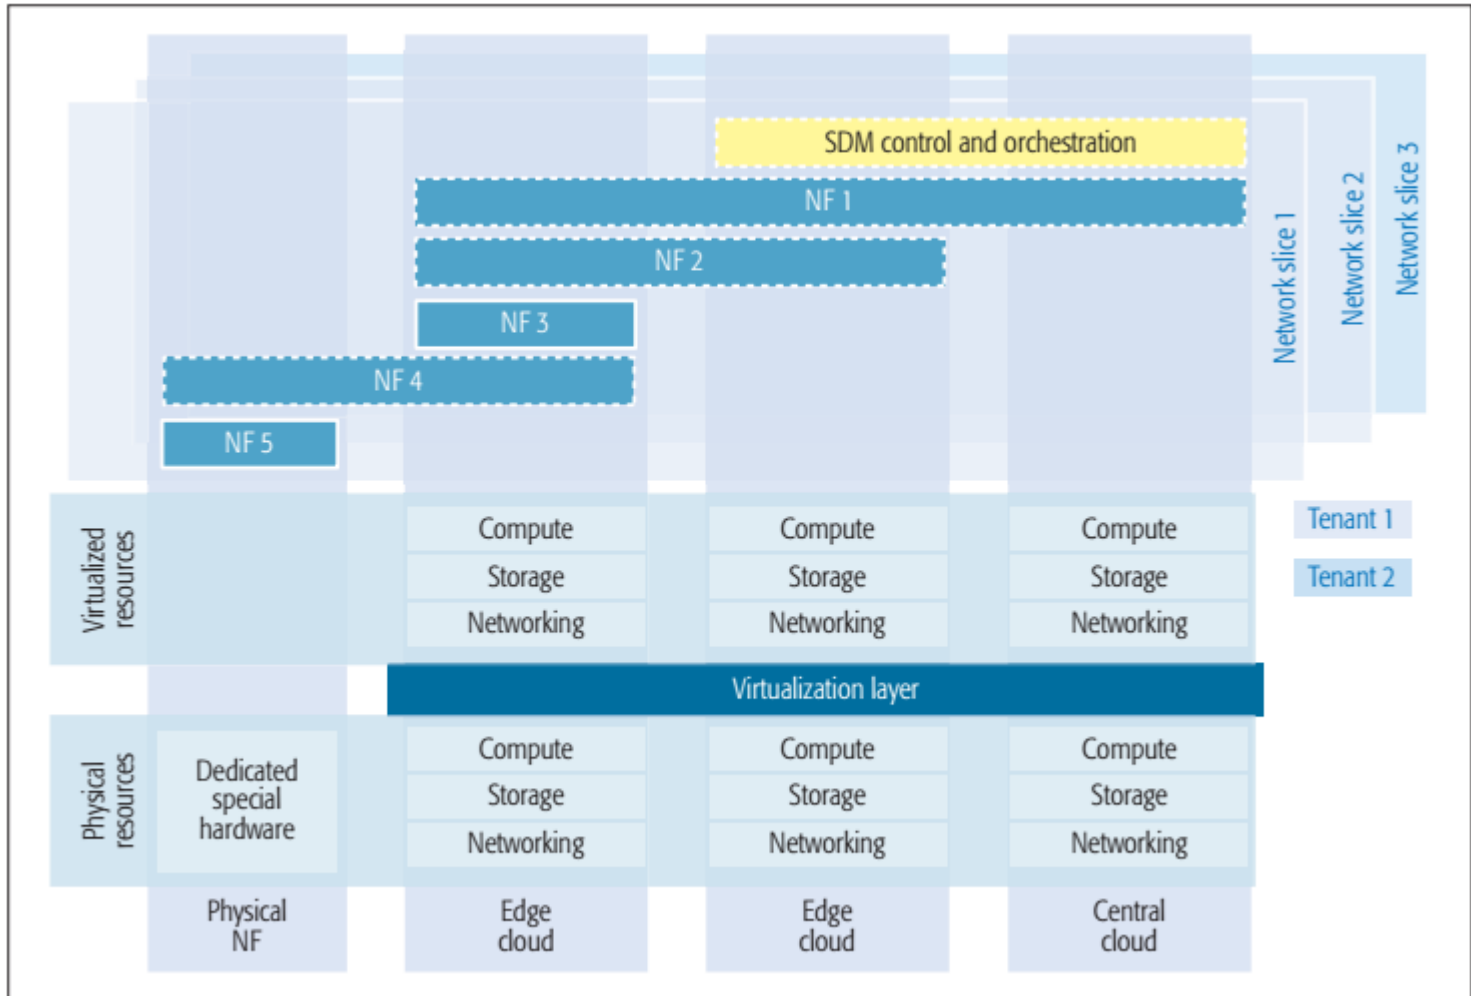 SDM control and orchestration
NF 1
NF 2
NF 3
NF 4
NF 5
Network slice 1
Network slice 2
Network slice 3
Virtualized
resources
Compute
Compute
Compute
Storage
Storage
Storage
Networking
Networking
Networking
Tenant 1
Tenant 2
Virtualization layer
Physical
resources
Dedicated
special
hardware
Compute
Compute
Compute
Storage
Storage
Storage
Networking
Networking
Networking
Physical
NF
Edge
cloud
Edge
cloud
Central
cloud